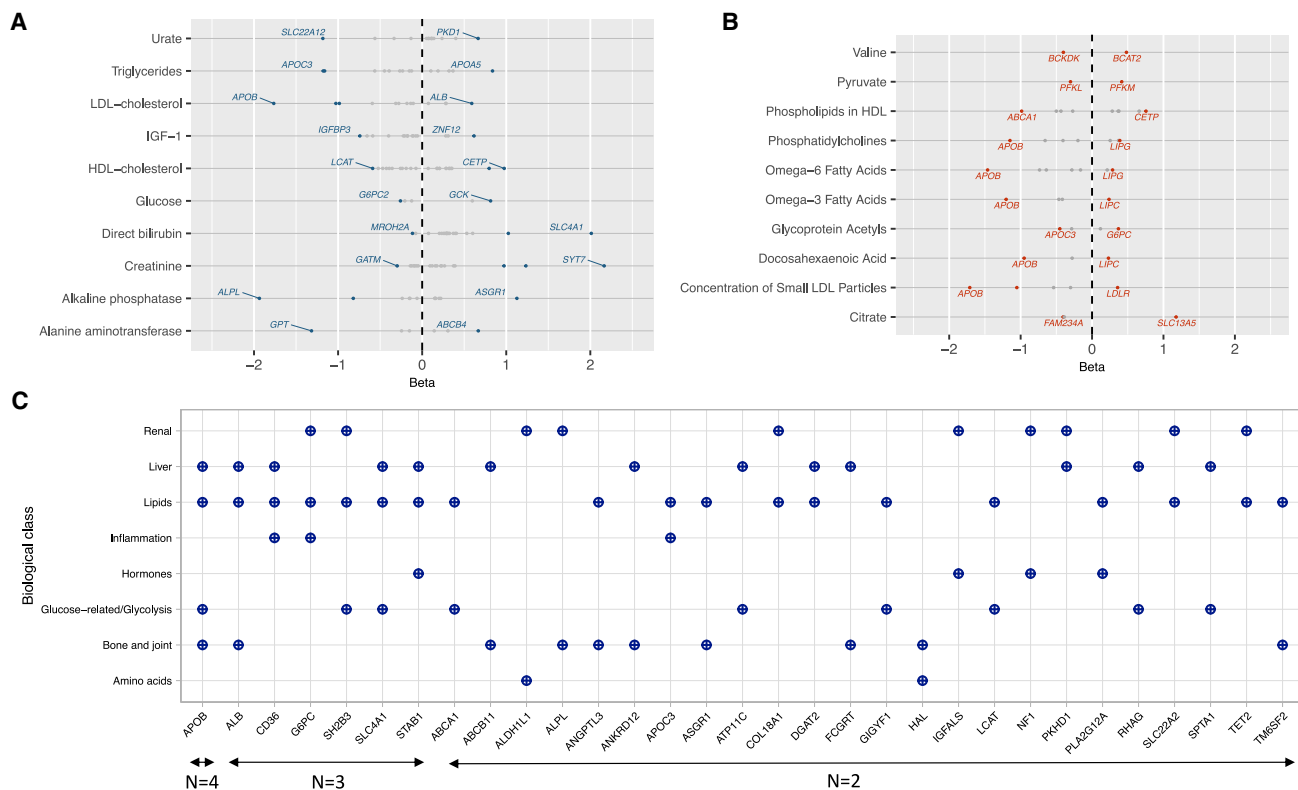 A
Urate
SLC22A12
PKD1
Triglycerides
APOC3
APOA5
LDL−cholesterol
APOB
ALB
IGF−1
IGFBP3
ZNF12
HDL−cholesterol
LCAT
CETP
Glucose
G6PC2
GCK
Direct bilirubin
MROH2A
SLC4A1
Creatinine
GATM
SYT7
Alkaline phosphatase
ALPL
ASGR1
Alanine aminotransferase
GPT
ABCB4
−2 −1 0 1 2
Beta
B
Valine
BCKDK BCAT2
Pyruvate
PFKL PFKM
Phospholipids in HDL
ABCA1 CETP
Phosphatidylcholines
APOB LIPG
Omega−6 Fatty Acids
APOB LIPG
Omega−3 Fatty Acids
APOB LIPC
Glycoprotein Acetyls
APOC3 G6PC
Docosahexaenoic Acid
APOB LIPC
Concentration of Small LDL Particles
APOB LDLR
Citrate
FAM234A SLC13A5
−2 −1 0 1 2
Beta
C
Biological class
Renal
Liver
Lipids
Inflammation
Hormones
Glucose−related/Glycolysis
Bone and joint
Amino acids
APOB
ALB
CD36
G6PC
SH2B3
SLC4A1
STAB1
ABCA1
ABCB11
ALDH1L1
ALPL
ANGPTL3
ANKRD12
APOC3
ASGR1
ATP11C
COL18A1
DGAT2
FCGRT
GIGYF1
HAL
IGFALS
LCAT
NF1
PKHD1
PLA2G12A
RHAG
SLC22A2
SPTA1
TET2
TM6SF2
N=4 N=3 N=2